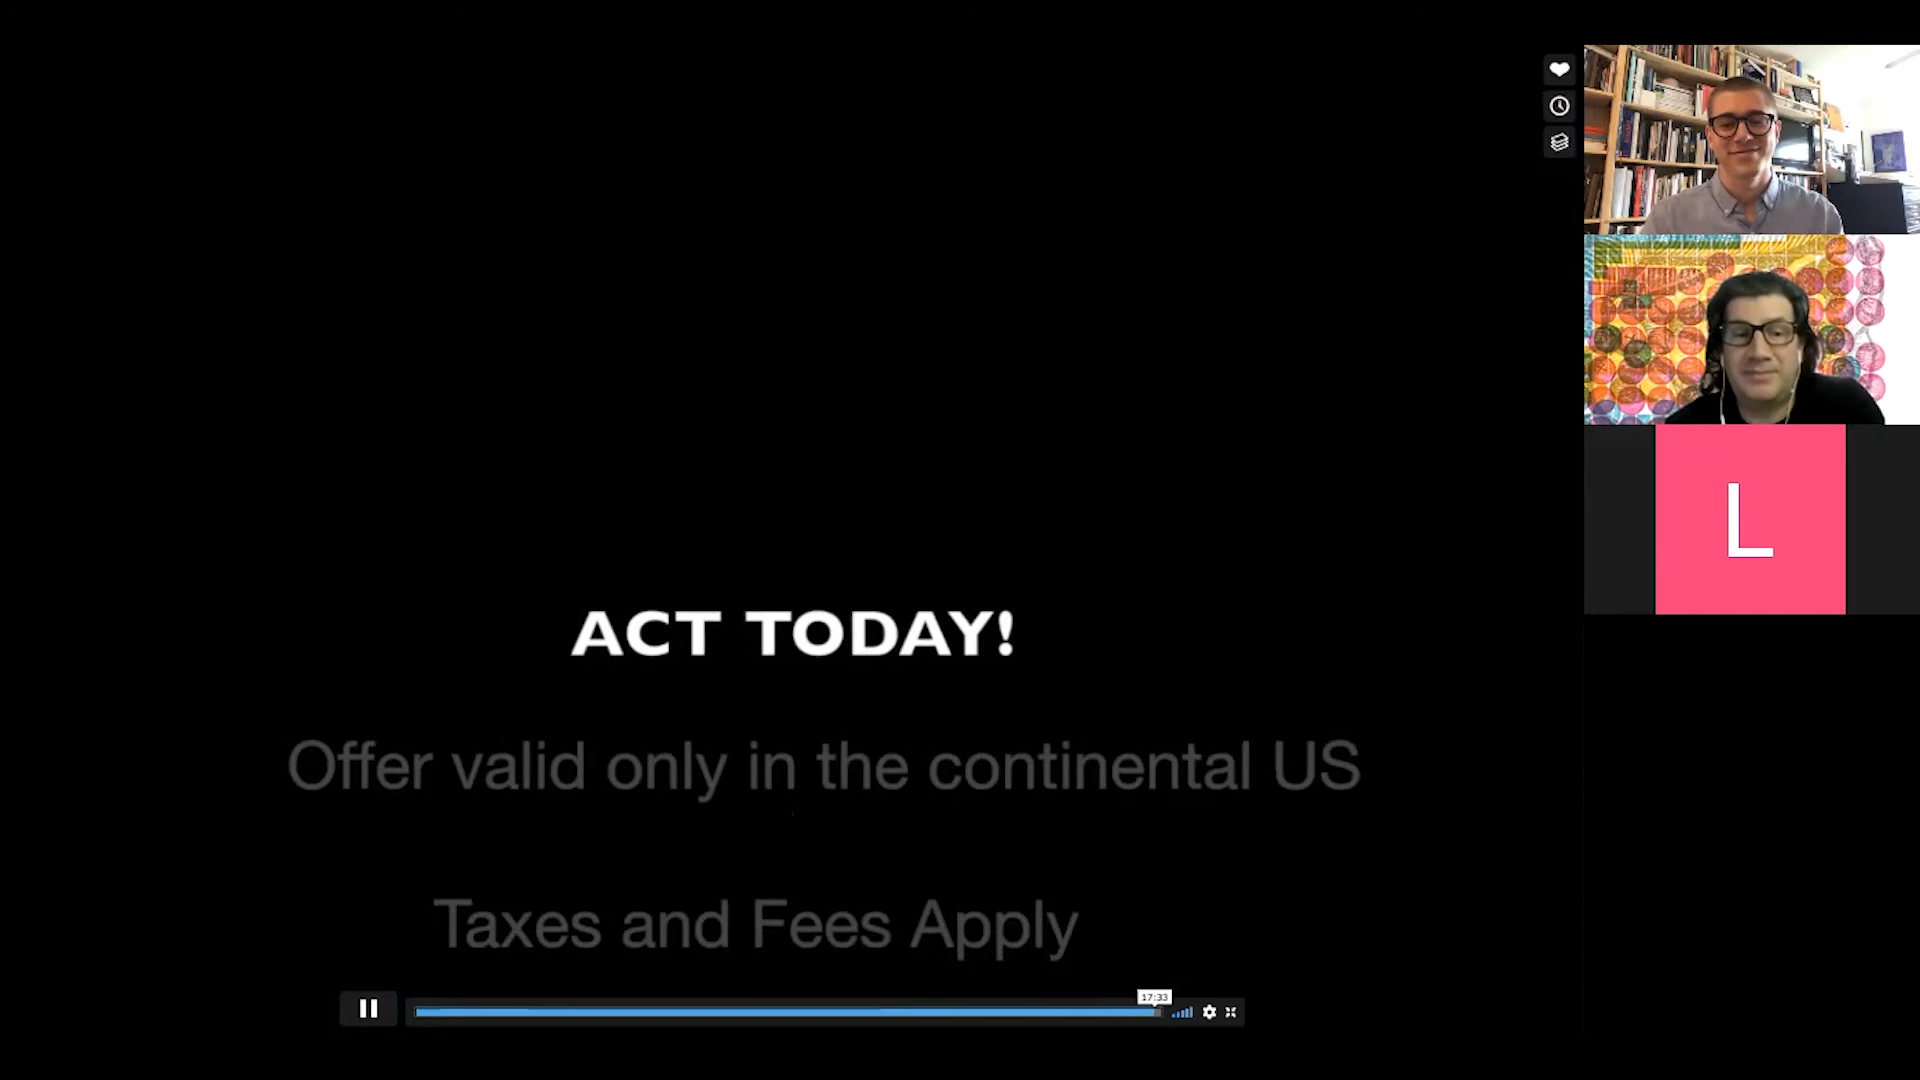 ACT TODAY!
Offer valid only in the continental US
Taxes and Fees Apply
17:33
L